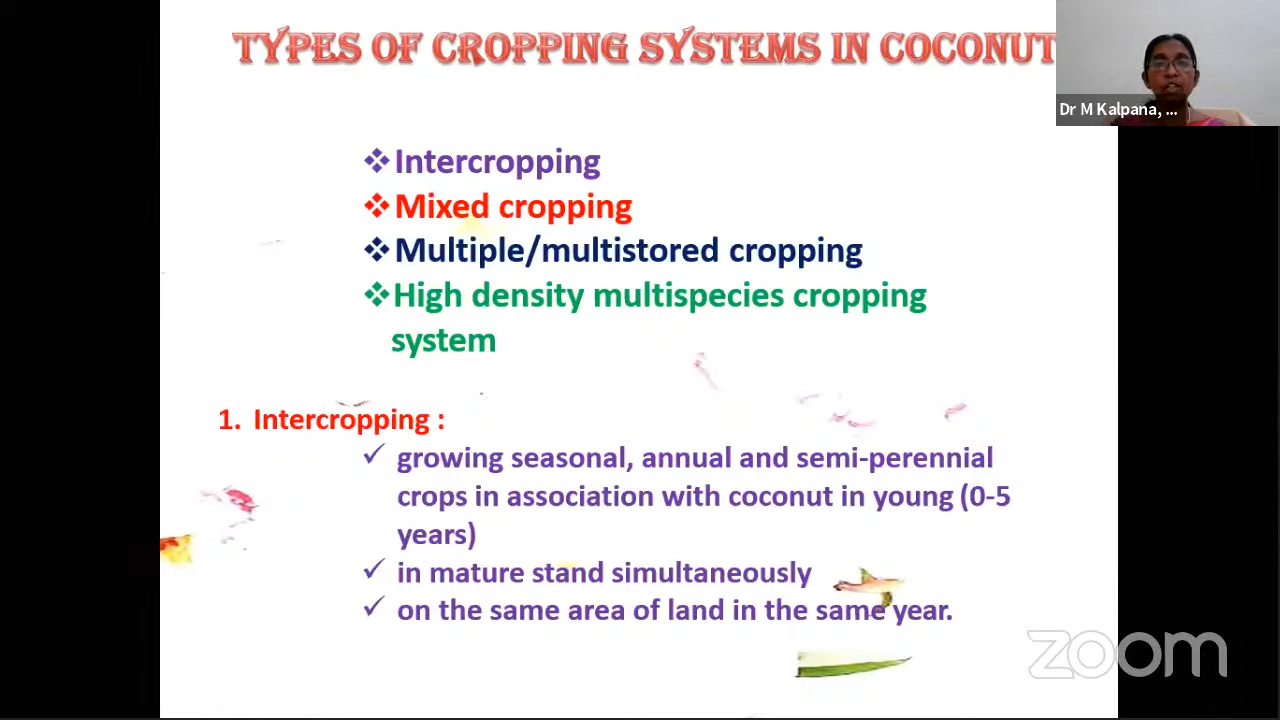 TYPES OF CROPPING SYSTEMS IN COCONUT
Dr M Kalpana, ...
❖Intercropping
❖Mixed cropping
❖Multiple/multistored cropping
❖High density multispecies cropping
system
1. Intercropping :
✓ growing seasonal, annual and semi-perennial
crops in association with coconut in young (0-5
years)
✓ in mature stand simultaneously
✓ on the same area of land in the same year.
zoom